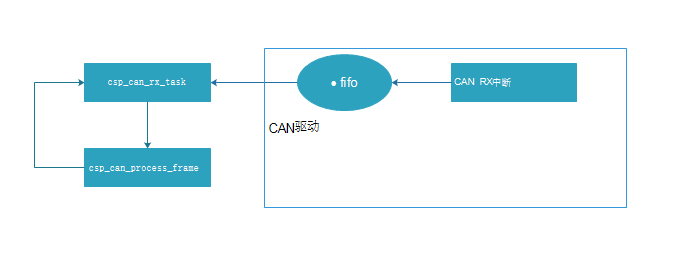 csp_can_rx_task
• fifo
CAN RX中断
CAN驱动
csp_can_process_frame